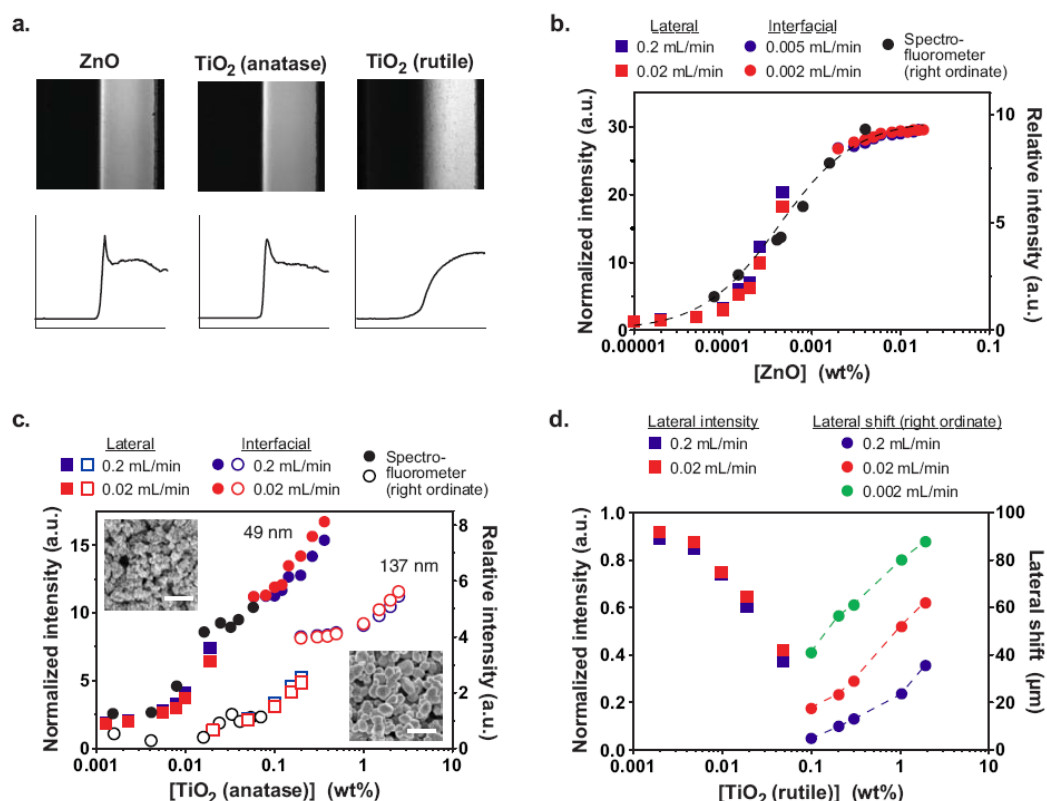 a.
ZnO
TiO2 (anatase)
TiO2 (rutile)
b.
Lateral
Interfacial
0.2 mL/min
0.005 mL/min
Spectro-
fluorometer
(right ordinate)
0.02 mL/min
0.002 mL/min
Normalized intensity (a.u.)
30
20
10
0
Relative intensity (a.u.)
10
5
0
0.00001
0.0001
0.001
0.01
0.1
[ZnO] (wt%)
c.
Lateral
Interfacial
0.2 mL/min
0.2 mL/min
Spectro-
fluorometer
(right ordinate)
0.02 mL/min
0.02 mL/min
Normalized intensity (a.u.)
15
10
5
0
49 nm
137 nm
Relative intensity (a.u.)
8
6
4
2
0
0.001
0.01
0.1
1
10
[TiO2 (anatase)] (wt%)
d.
Lateral intensity
Lateral shift (right ordinate)
0.2 mL/min
0.2 mL/min
0.02 mL/min
0.02 mL/min
0.002 mL/min
Normalized intensity (a.u.)
1.0
0.8
0.6
0.4
0.2
0.0
Lateral shift (µm)
100
80
60
40
20
0
0.001
0.01
0.1
1
10
[TiO2 (rutile)] (wt%)